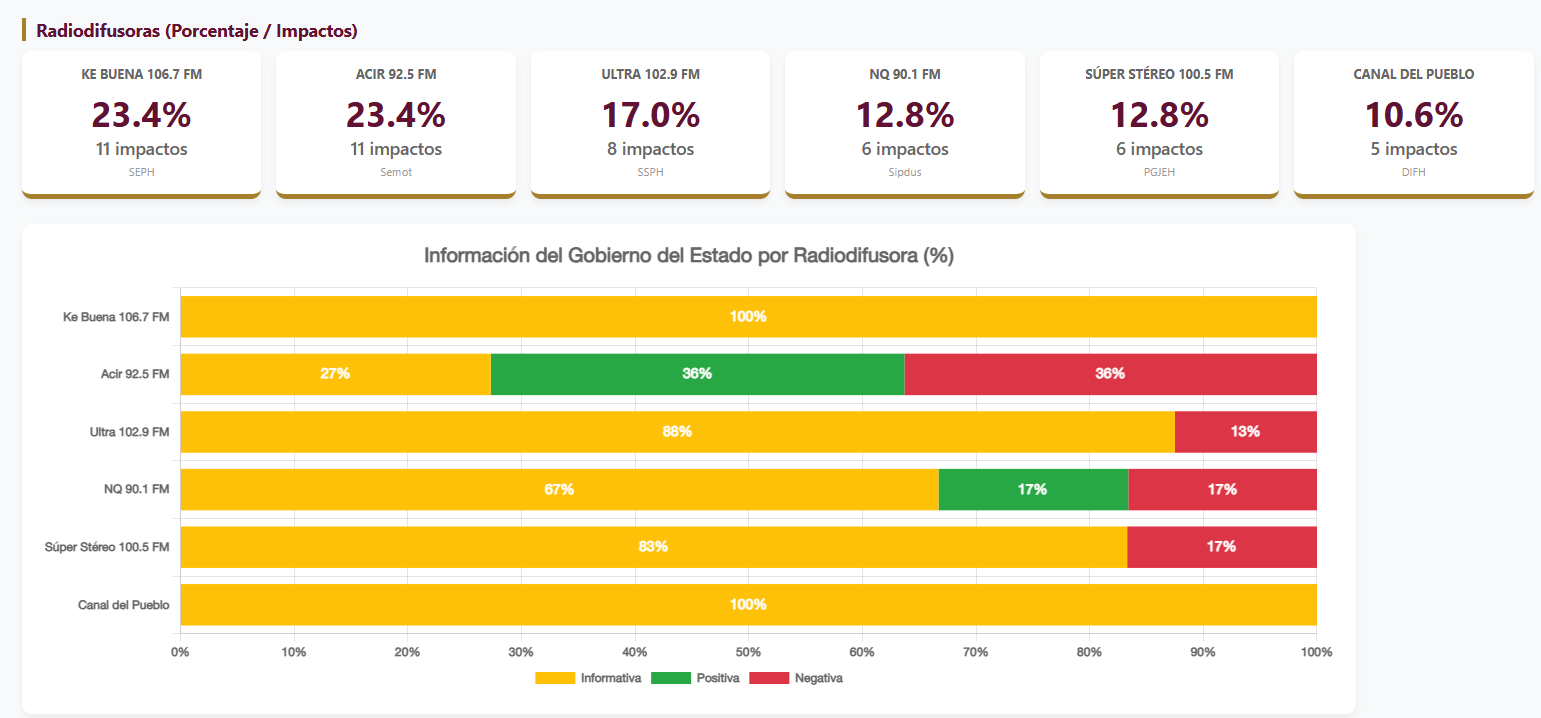 Radiodifusoras (Porcentaje / Impactos)
KE BUENA 106.7 FM
23.4%
11 impactos
SEPH
ACIR 92.5 FM
23.4%
11 impactos
Semot
ULTRA 102.9 FM
17.0%
8 impactos
SSPH
NQ 90.1 FM
12.8%
6 impactos
Sipdus
SÚPER STÉREO 100.5 FM
12.8%
6 impactos
PGJEH
CANAL DEL PUEBLO
10.6%
5 impactos
DIFH
Información del Gobierno del Estado por Radiodifusora (%)
Ke Buena 106.7 FM 100%
Acir 92.5 FM 27% 36% 36%
Ultra 102.9 FM 88% 13%
NQ 90.1 FM 67% 17% 17%
Súper Stéreo 100.5 FM 83% 17%
Canal del Pueblo 100%
0% 10% 20% 30% 40% 50% 60% 70% 80% 90% 100%
Informativa Positiva Negativa